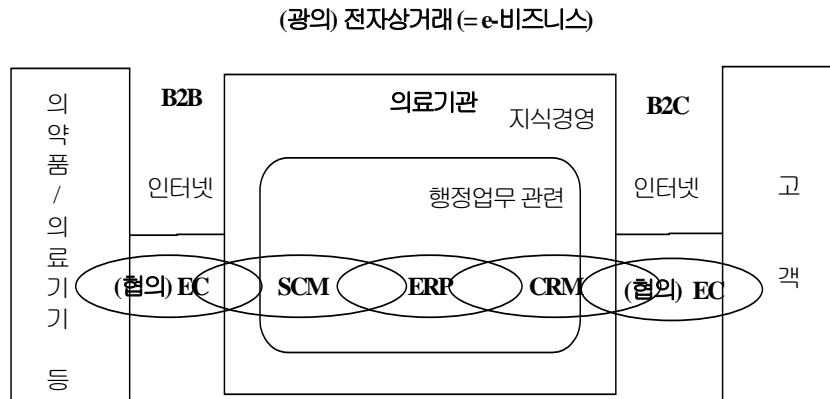 (광의) 전자상거래(= e-비즈니스)
의약품/의료기기 등
B2B
인터넷
의료기관
지식경영
행정업무 관련
B2C
인터넷
고객
(협의) EC
SCM
ERP
CRM
(협의) EC